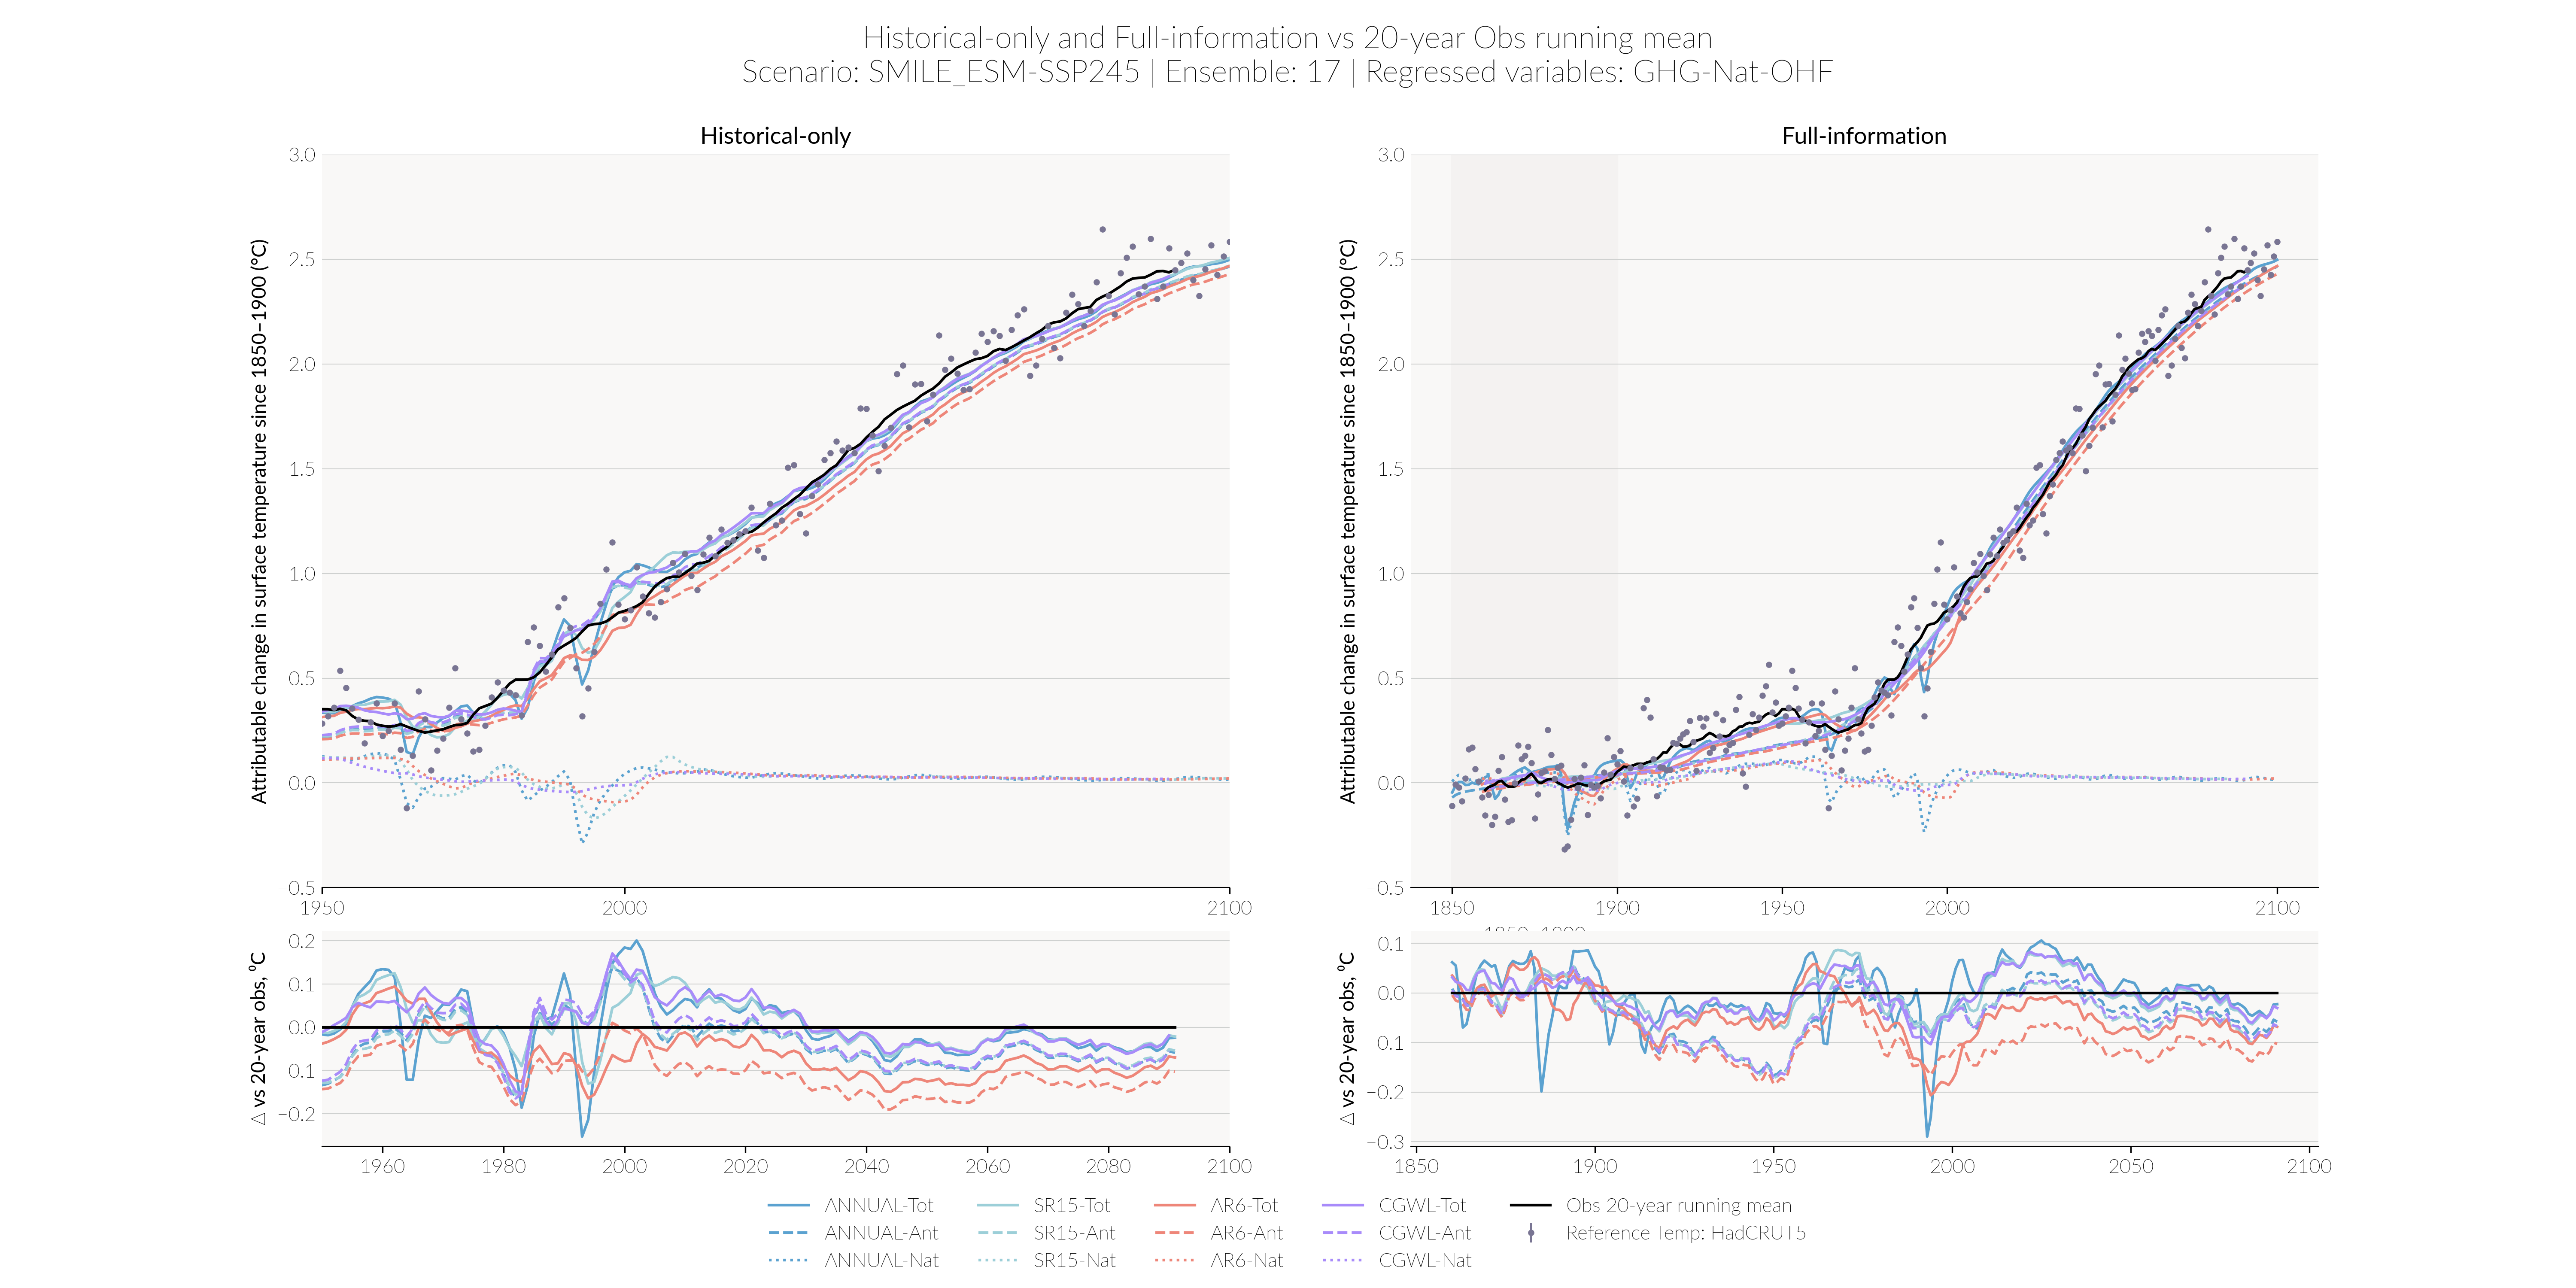 Historical-only and Full-information vs 20-year Obs running mean
Scenario: SMILE_ESM-SSP245 | Ensemble: 17 | Regressed variables: GHG-Nat-OHF
Historical-only
Attributable change in surface temperature since 1850–1900 (°C)
3.0
2.5
2.0
1.5
1.0
0.5
0.0
−0.5
1950
2000
2100
Δ vs 20-year obs, °C
0.2
0.1
0.0
−0.1
−0.2
1960
1980
2000
2020
2040
2060
2080
2100
Full-information
Attributable change in surface temperature since 1850–1900 (°C)
3.0
2.5
2.0
1.5
1.0
0.5
0.0
−0.5
1850
1900
1950
2000
2100
Δ vs 20-year obs, °C
0.1
0.0
−0.1
−0.2
−0.3
1850
1900
1950
2000
2050
2100
ANNUAL-Tot
ANNUAL-Ant
ANNUAL-Nat
SR15-Tot
SR15-Ant
SR15-Nat
AR6-Tot
AR6-Ant
AR6-Nat
CGWL-Tot
CGWL-Ant
CGWL-Nat
Obs 20-year running mean
Reference Temp: HadCRUT5